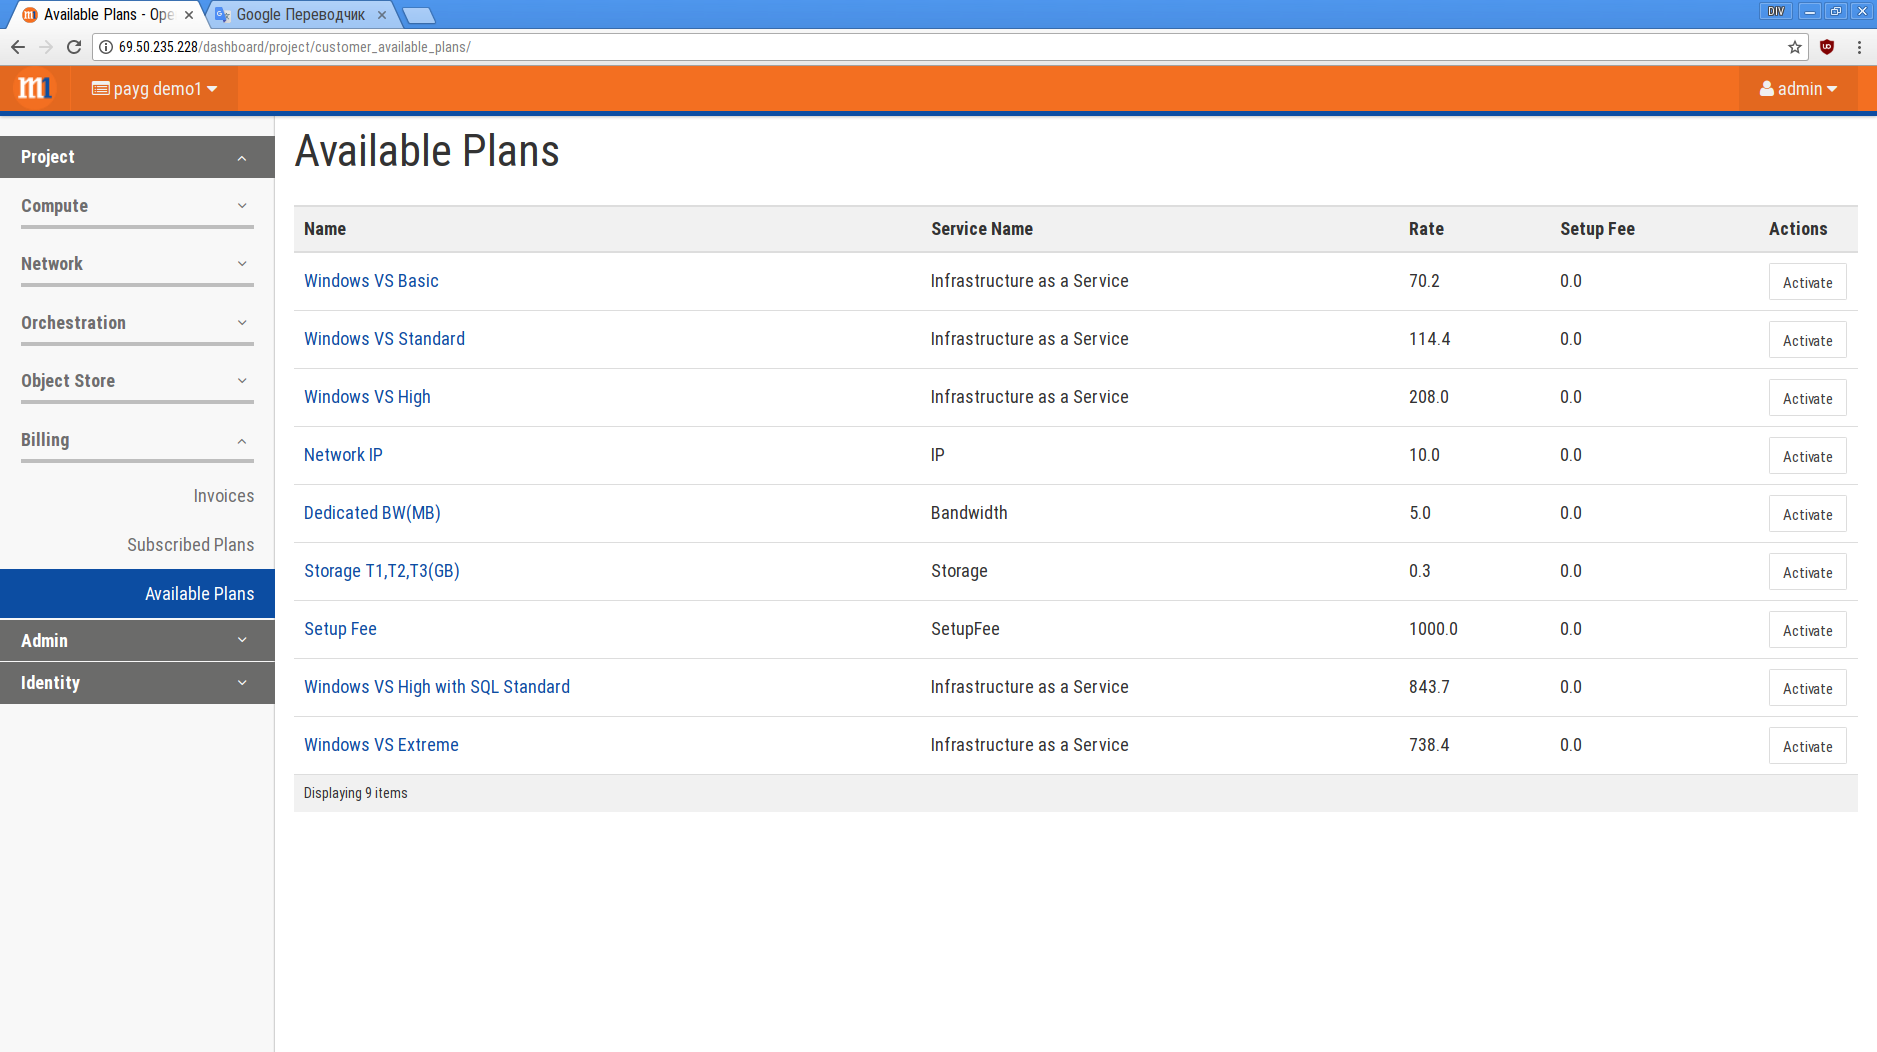 Available Plans - Ope
Google Переводчик
DIV
69.50.235.228/dashboard/project/customer_available_plans/
m1
payg demo1
admin
Available Plans
Project
Compute
Network
Orchestration
Object Store
Billing
Invoices
Subscribed Plans
Available Plans
Admin
Identity
Name Service Name Rate Setup Fee Actions
Windows VS Basic Infrastructure as a Service 70.2 0.0 Activate
Windows VS Standard Infrastructure as a Service 114.4 0.0 Activate
Windows VS High Infrastructure as a Service 208.0 0.0 Activate
Network IP IP 10.0 0.0 Activate
Dedicated BW(MB) Bandwidth 5.0 0.0 Activate
Storage T1,T2,T3(GB) Storage 0.3 0.0 Activate
Setup Fee SetupFee 1000.0 0.0 Activate
Windows VS High with SQL Standard Infrastructure as a Service 843.7 0.0 Activate
Windows VS Extreme Infrastructure as a Service 738.4 0.0 Activate
Displaying 9 items